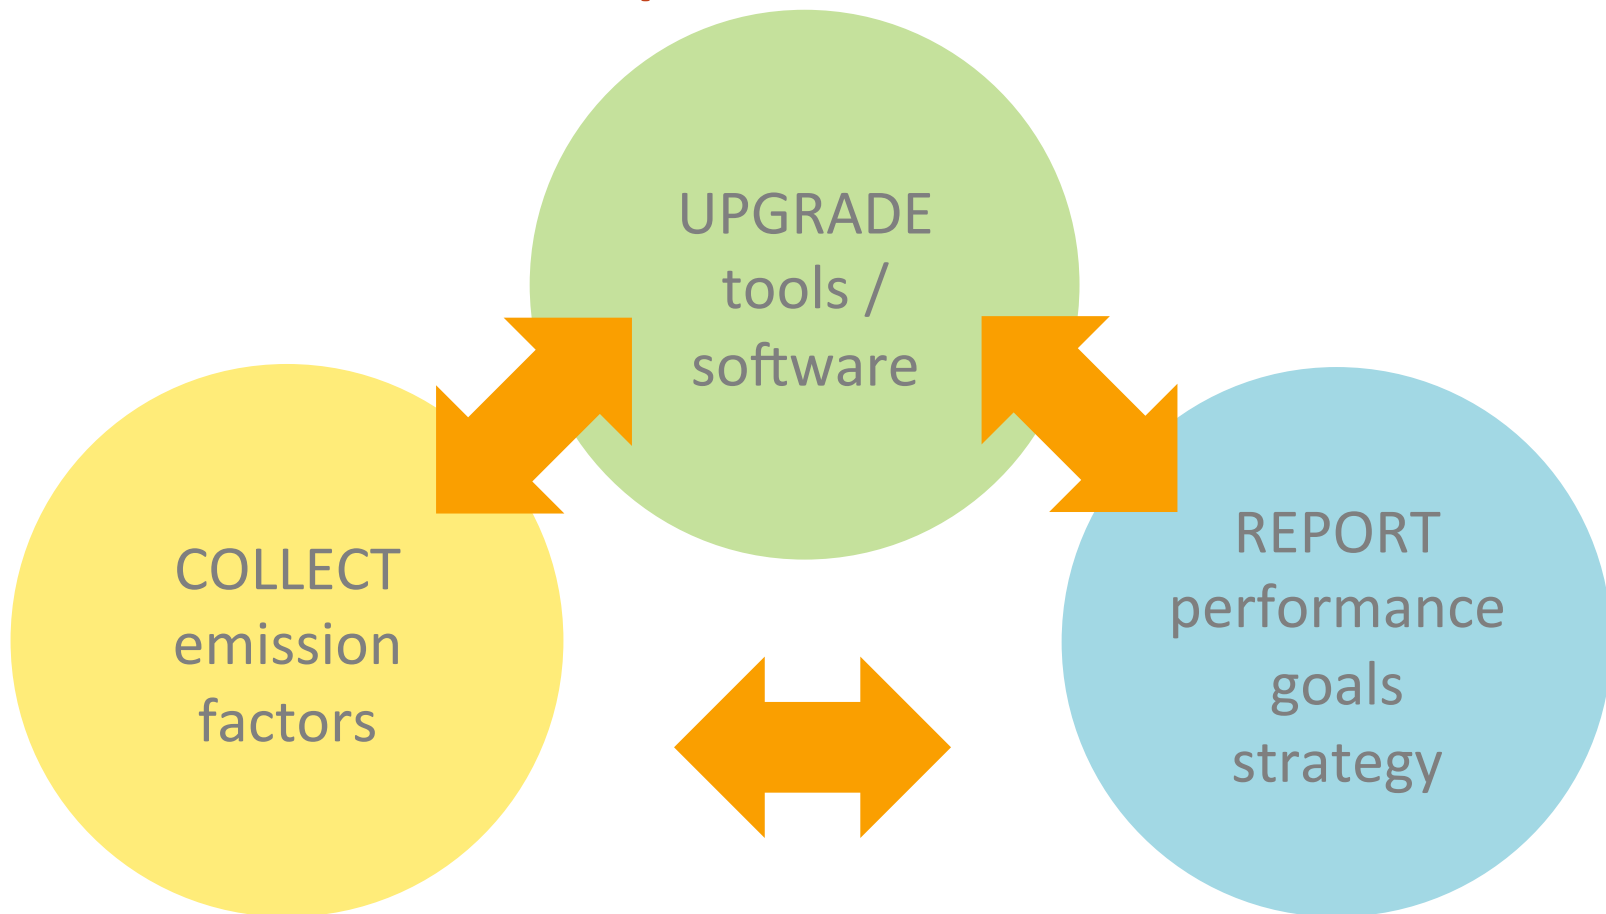 UPGRADE
tools /
software
COLLECT
emission
factors
REPORT
performance
goals
strategy